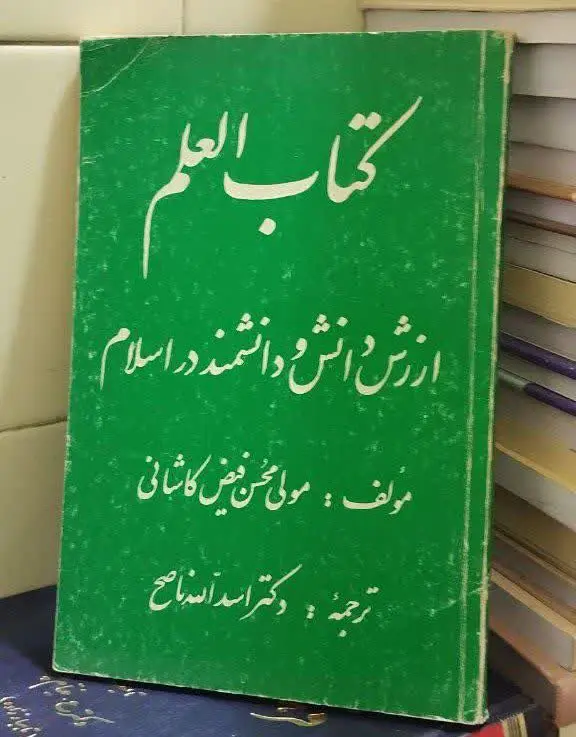 کتاب العلم
ارزش دانش و دانشمند در اسلام
مؤلف : مولی محسن فیض کاشانی
ترجمهٔ : دکتر اسدالله ناصح